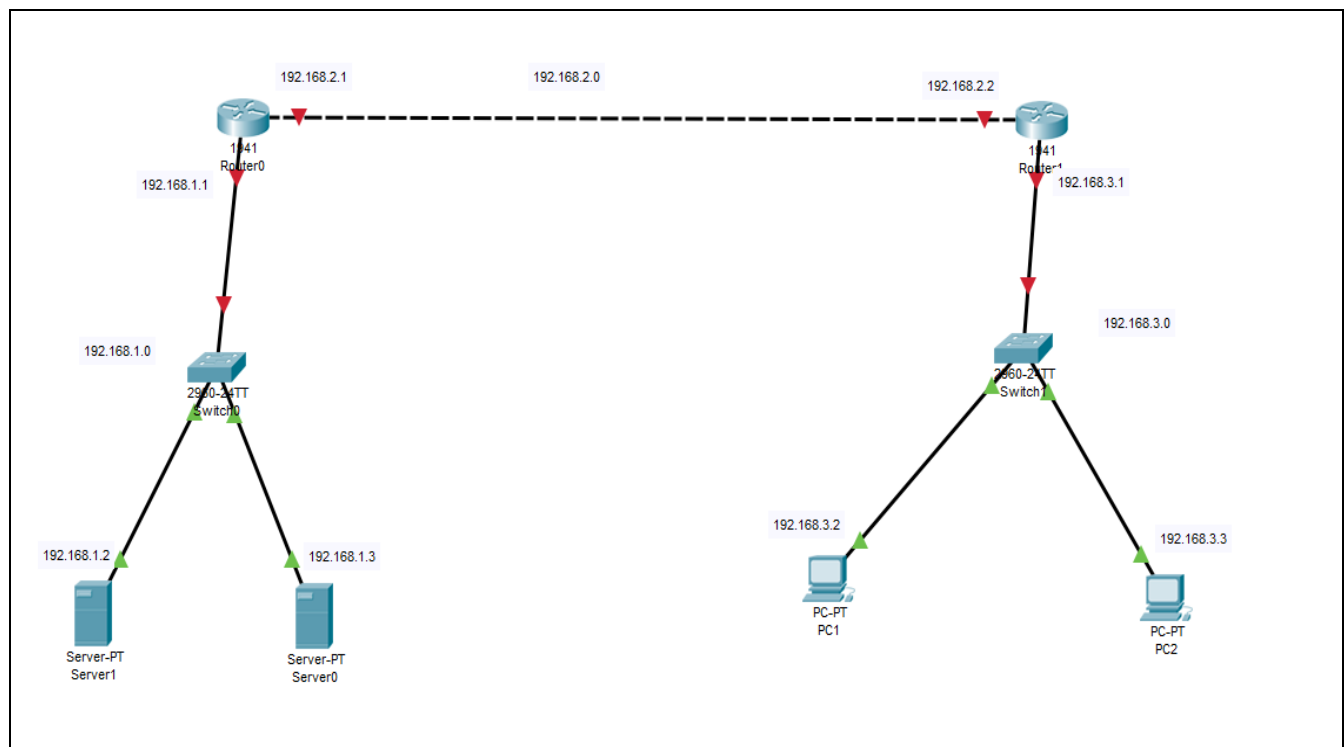 192.168.2.1
192.168.2.0
192.168.2.2
1941
Router0
1941
Router1
192.168.1.1
192.168.3.1
192.168.1.0
192.168.3.0
2960-24TT
Switch0
2960-24TT
Switch1
192.168.1.2
192.168.1.3
192.168.3.2
192.168.3.3
Server-PT
Server1
Server-PT
Server0
PC-PT
PC1
PC-PT
PC2